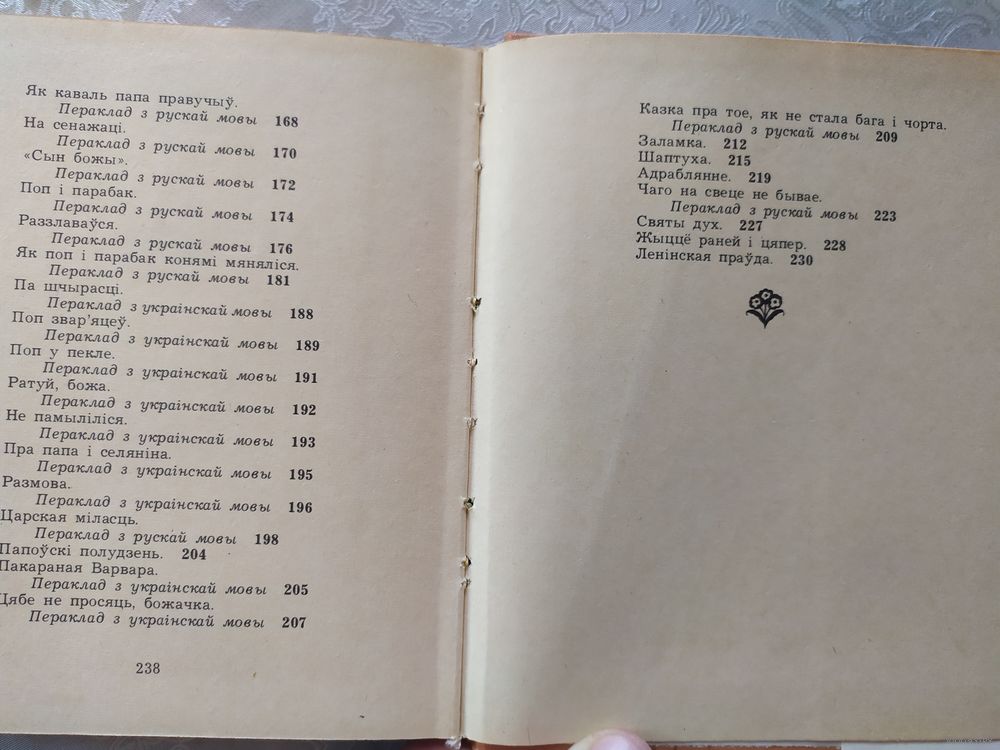 Як каваль папа правучыў.
Пераклад з рускай мовы 168
На сенажаці.
Пераклад з рускай мовы 170
«Сын божы».
Пераклад з рускай мовы 172
Поп і парабак.
Пераклад з рускай мовы 174
Раззлаваўся.
Пераклад з рускай мовы 176
Як поп і парабак конямі мяняліся.
Пераклад з рускай мовы 181
Па шчырасці.
Пераклад з украінскай мовы 188
Поп звар’яцеў.
Пераклад з украінскай мовы 189
Поп у пекле.
Пераклад з украінскай мовы 191
Ратуй, божа.
Пераклад з украінскай мовы 192
Не памыліліся.
Пераклад з украінскай мовы 193
Пра папа і селяніна.
Пераклад з украінскай мовы 195
Размова.
Пераклад з украінскай мовы 196
Царская міласць.
Пераклад з рускай мовы 198
Папоўскі полудзень. 204
Пакараная Варвара.
Пераклад з украінскай мовы 205
Цябе не просяць, божачка.
Пераклад з украінскай мовы 207
238
Казка пра тое, як не стала бага і чорта.
Пераклад з рускай мовы 209
Заламка. 212
Шаптуха. 215
Адраблянне. 219
Чаго на свеце не бывае.
Пераклад з рускай мовы 223
Святы дух. 227
Жыццё раней і цяпер. 228
Ленінская праўда. 230